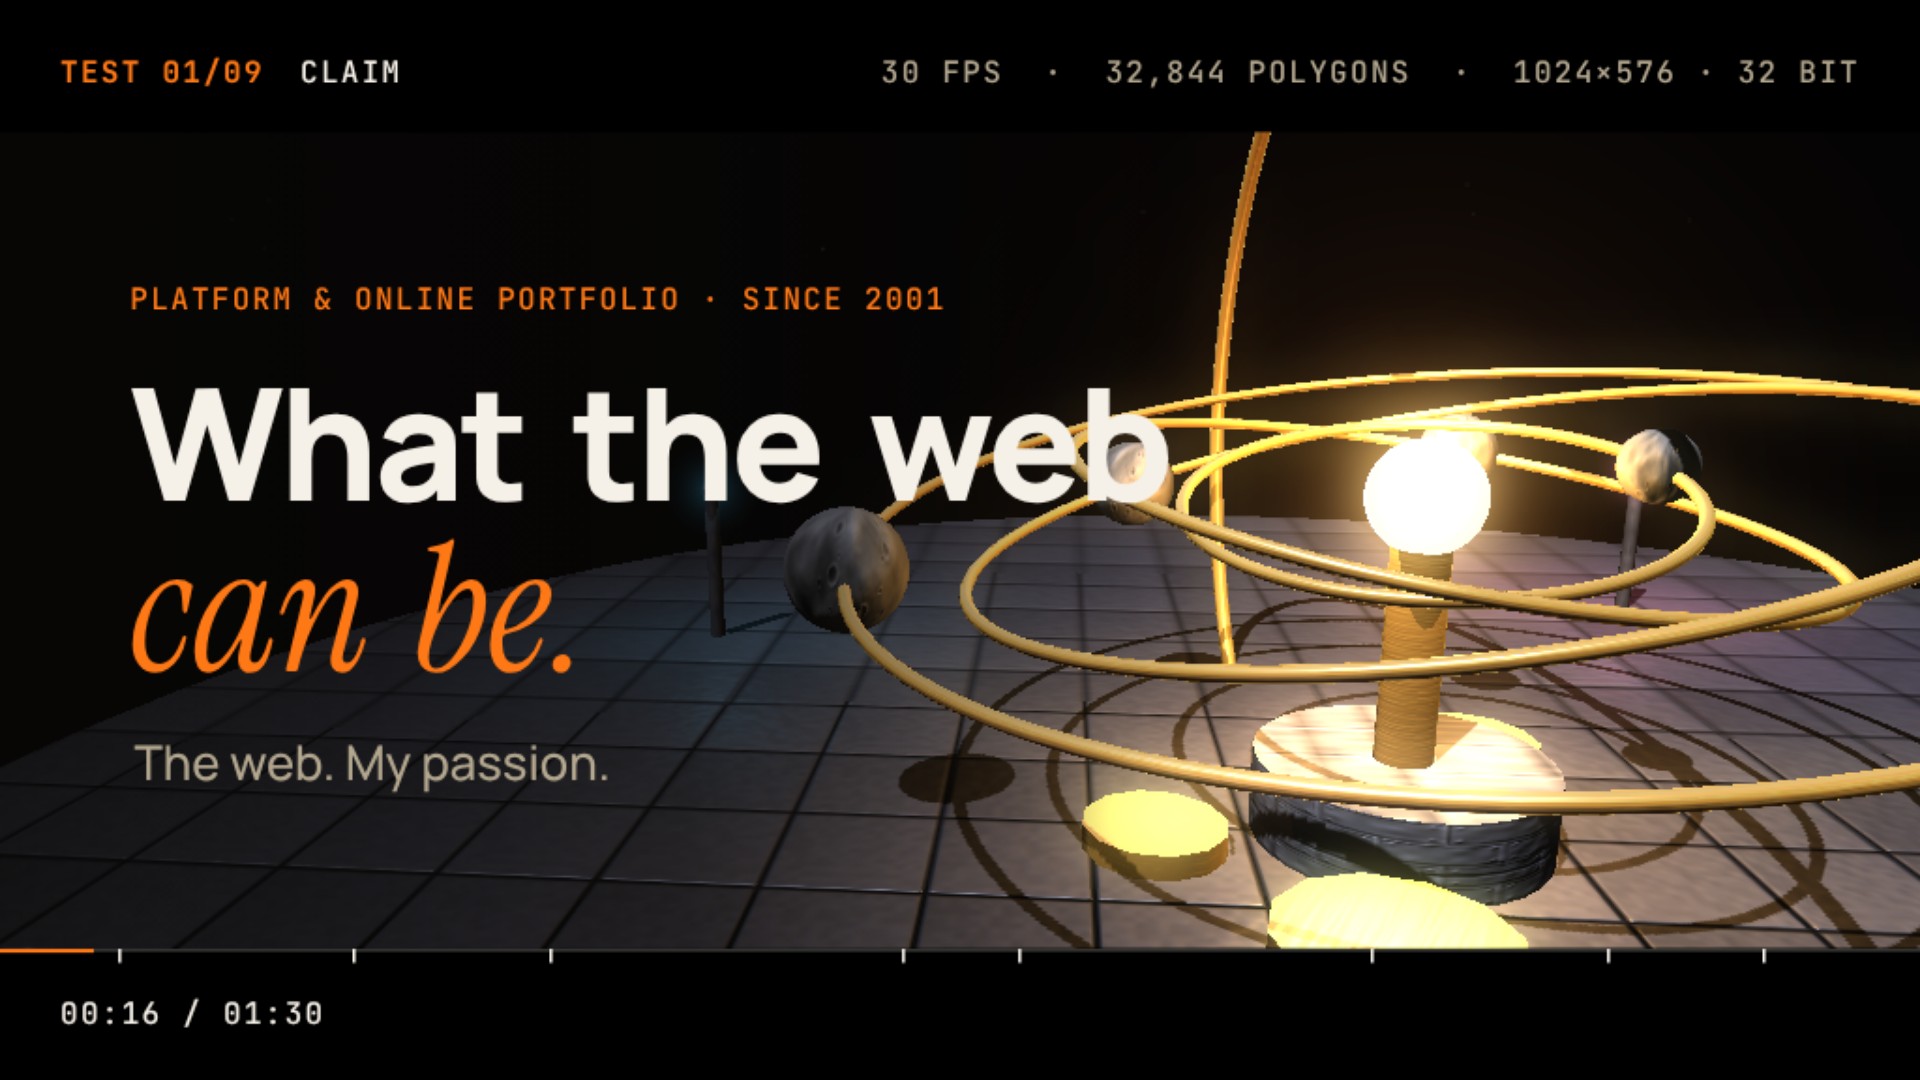 TEST 01/09 CLAIM
30 FPS · 32,844 POLYGONS · 1024×576 · 32 BIT
PLATFORM & ONLINE PORTFOLIO · SINCE 2001
What the web
can be.
The web. My passion.
00:16 / 01:30